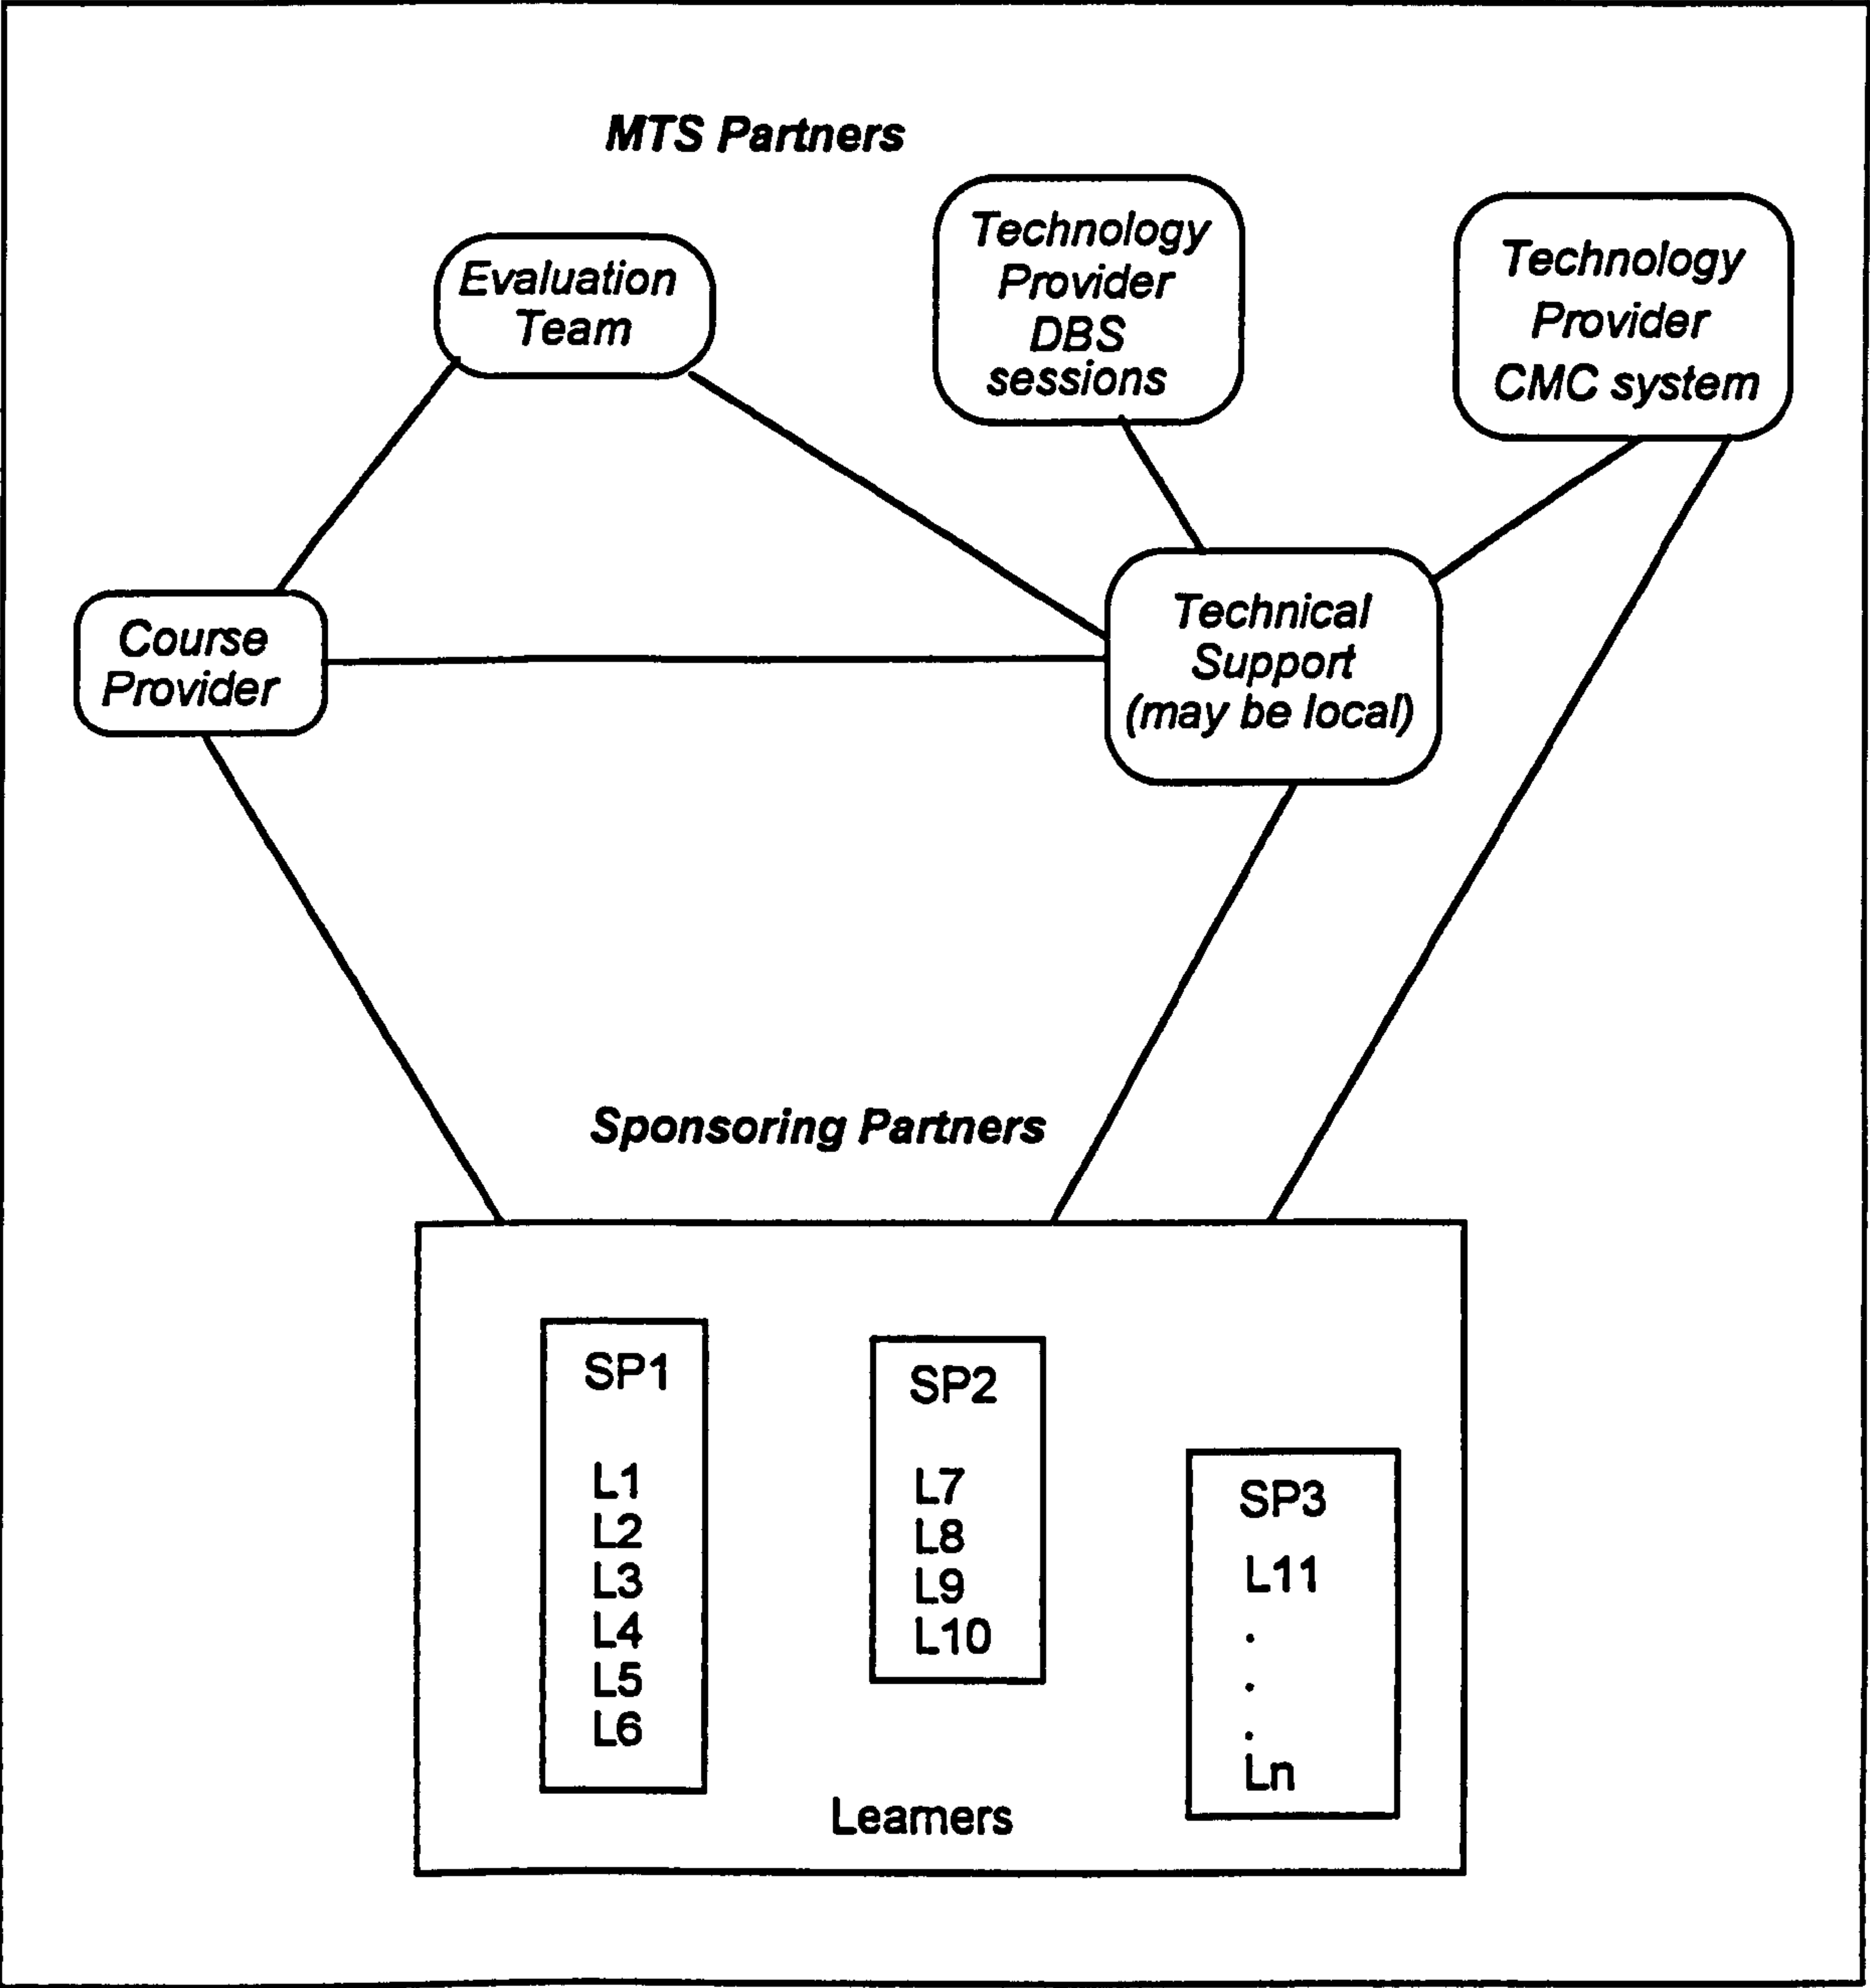 MTS Partners
Evaluation
Team
Technology
Provider
DBS
sessions
Technology
Provider
CMC system
Course
Provider
Technical
Support
(may be local)
Sponsoring Partners
SP1
L1
L2
L3
L4
L5
L6
SP2
L7
L8
L9
L10
SP3
L11
.
.
.
Ln
Learners